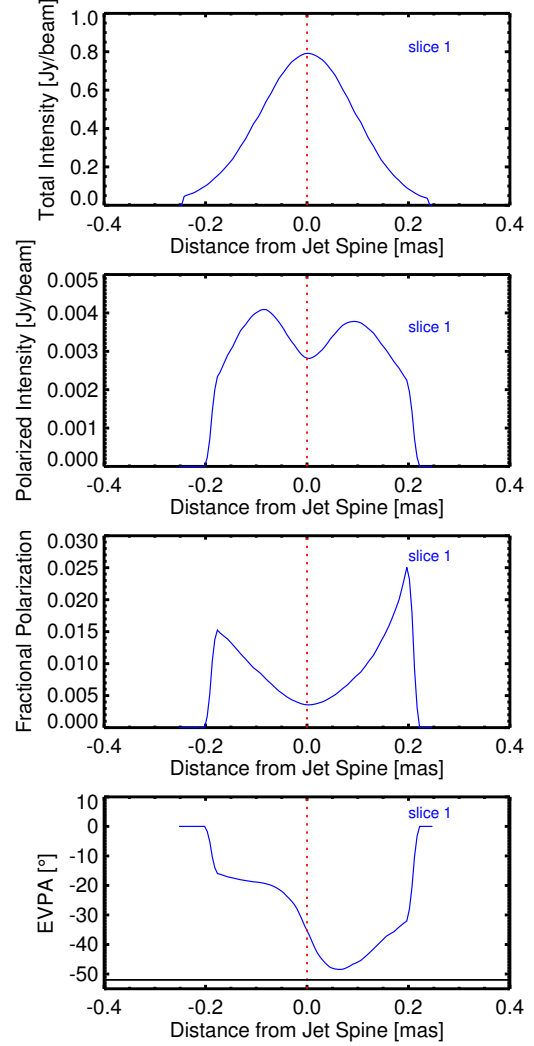 Total Intensity [Jy/beam]
1.0
0.8
0.6
0.4
0.2
0.0
slice 1
-0.4 -0.2 0.0 0.2 0.4
Distance from Jet Spine [mas]
Polarized Intensity [Jy/beam]
0.005
0.004
0.003
0.002
0.001
0.000
slice 1
-0.4 -0.2 0.0 0.2 0.4
Distance from Jet Spine [mas]
Fractional Polarization
0.030
0.025
0.020
0.015
0.010
0.005
0.000
slice 1
-0.4 -0.2 0.0 0.2 0.4
Distance from Jet Spine [mas]
EVPA [°]
10
0
-10
-20
-30
-40
-50
slice 1
-0.4 -0.2 0.0 0.2 0.4
Distance from Jet Spine [mas]